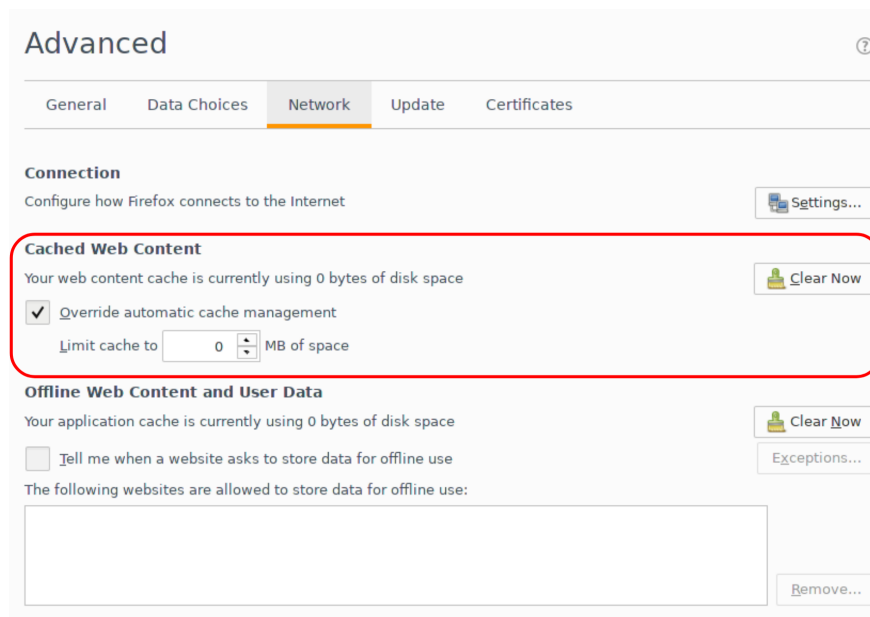 Advanced
?
General Data Choices Network Update Certificates
Connection
Configure how Firefox connects to the Internet
Settings...
Cached Web Content
Your web content cache is currently using 0 bytes of disk space
Clear Now
Override automatic cache management
Limit cache to 0 MB of space
Offline Web Content and User Data
Your application cache is currently using 0 bytes of disk space
Clear Now
Tell me when a website asks to store data for offline use
Exceptions...
The following websites are allowed to store data for offline use:
Remove...